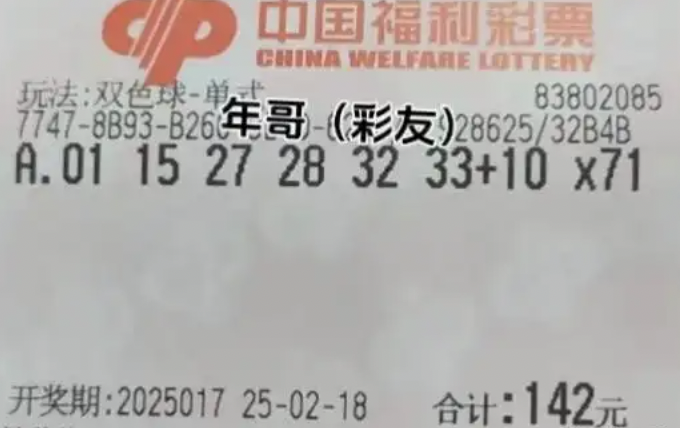 中国福利彩票
CHINA WELFARE LOTTERY
玩法:双色球-单式
83802085
7747-8B93-B260
928625/32B4B
年哥（彩友）
A.01 15 27 28 32 33+10 x71
开奖期:2025017 25-02-18
合计:142元